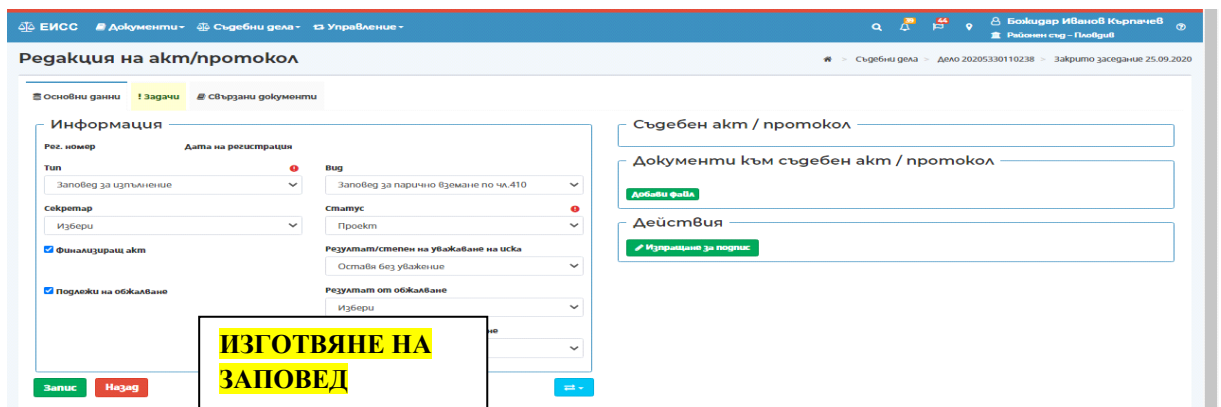 ЕИСС Документи Съдебни дела Управление 39 44 Божидар Иванов Кърпачев
Районен съд – Пловдив
Редакция на акт/протокол
Съдебни дела > Дело 20205330110238 > Закрито заседание 25.09.2020
Основни данни ! Задачи Свързани документи
Информация
Рег. номер Дата на регистрация
Тип Вид
Заповед за изпълнение Заповед за парично вземане по чл.410
Секретар Статус
Избери Проект
Финализиращ акт Резултат/степен на уважаване на иска
Оставя без уважение
Подлежи на обжалване Резултат от обжалване
Избери
не
ИЗГОТВЯНЕ НА
ЗАПОВЕД
Запис Назад
Съдебен акт / протокол
Документи към съдебен акт / протокол
Добави файл
Действия
Изпращане за подпис